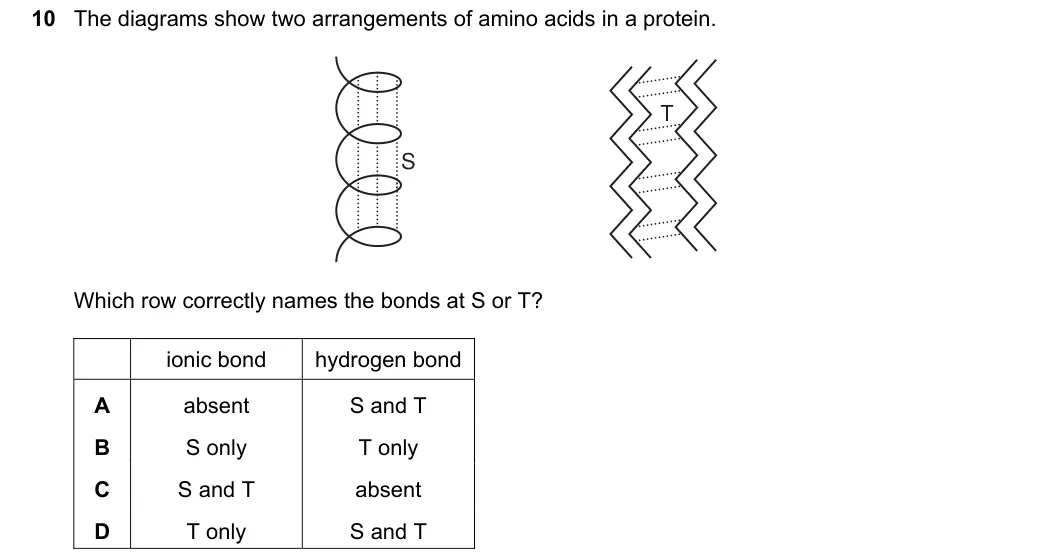 10 The diagrams show two arrangements of amino acids in a protein.
S
T
Which row correctly names the bonds at S or T?
ionic bond hydrogen bond
A absent S and T
B S only T only
C S and T absent
D T only S and T